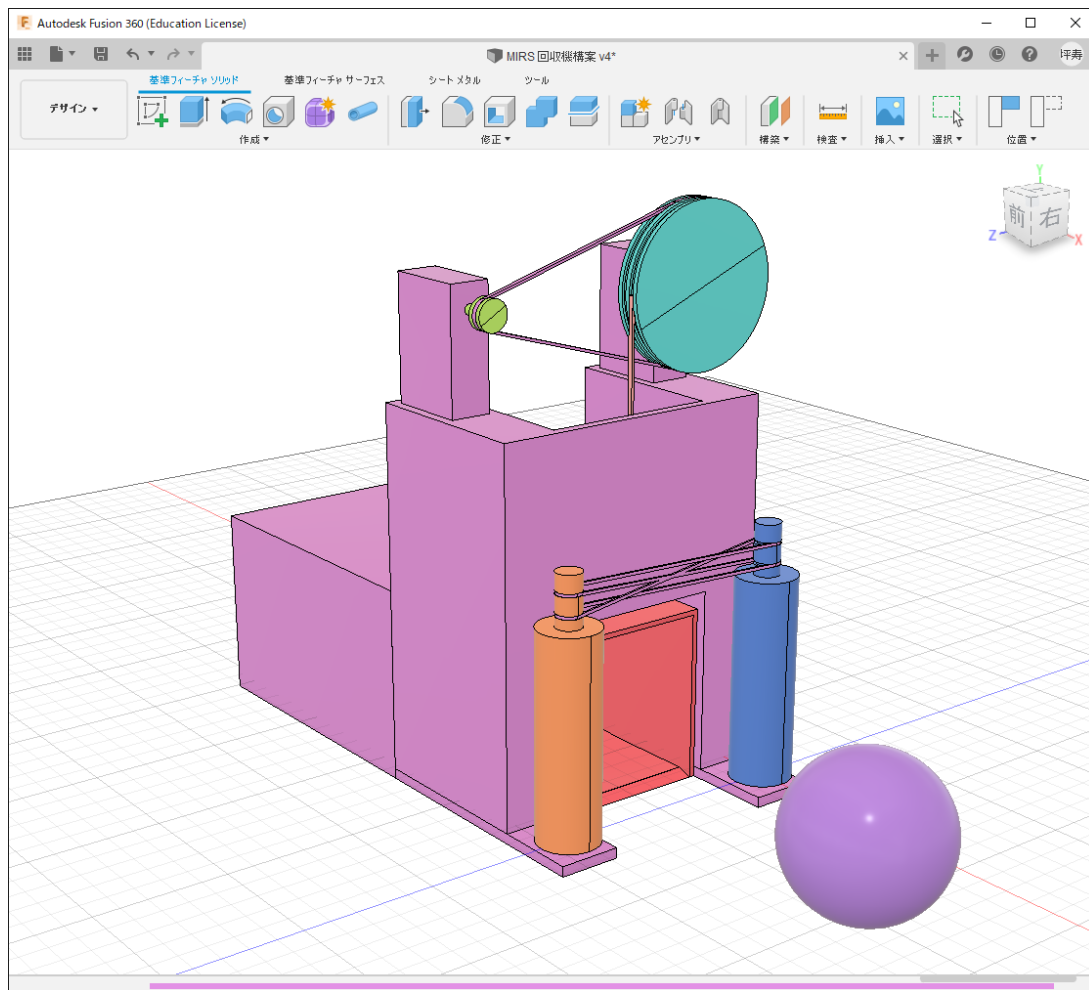 Autodesk Fusion 360 (Education License)
MIRS 回収機構案 v4*
坪寿
基準フィーチャ ソリッド 基準フィーチャ サーフェス シート メタル ツール
デザイン
作成 修正 アセンブリ 構築 検査 挿入 選択 位置
Y
前 右
Z X